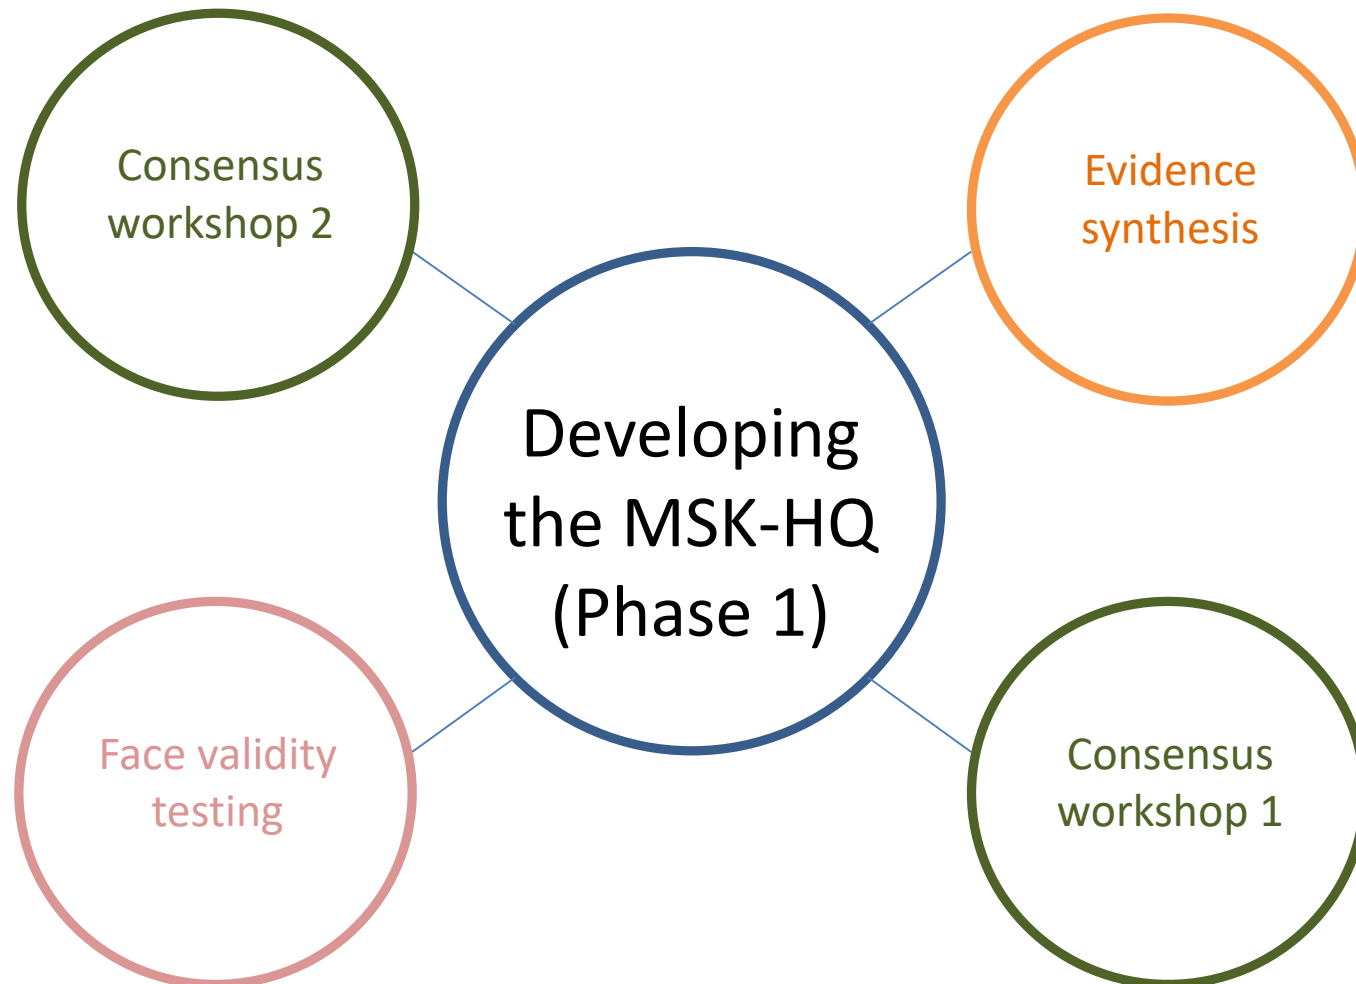 Consensus
workshop 2
Evidence
synthesis
Developing
the MSK-HQ
(Phase 1)
Face validity
testing
Consensus
workshop 1